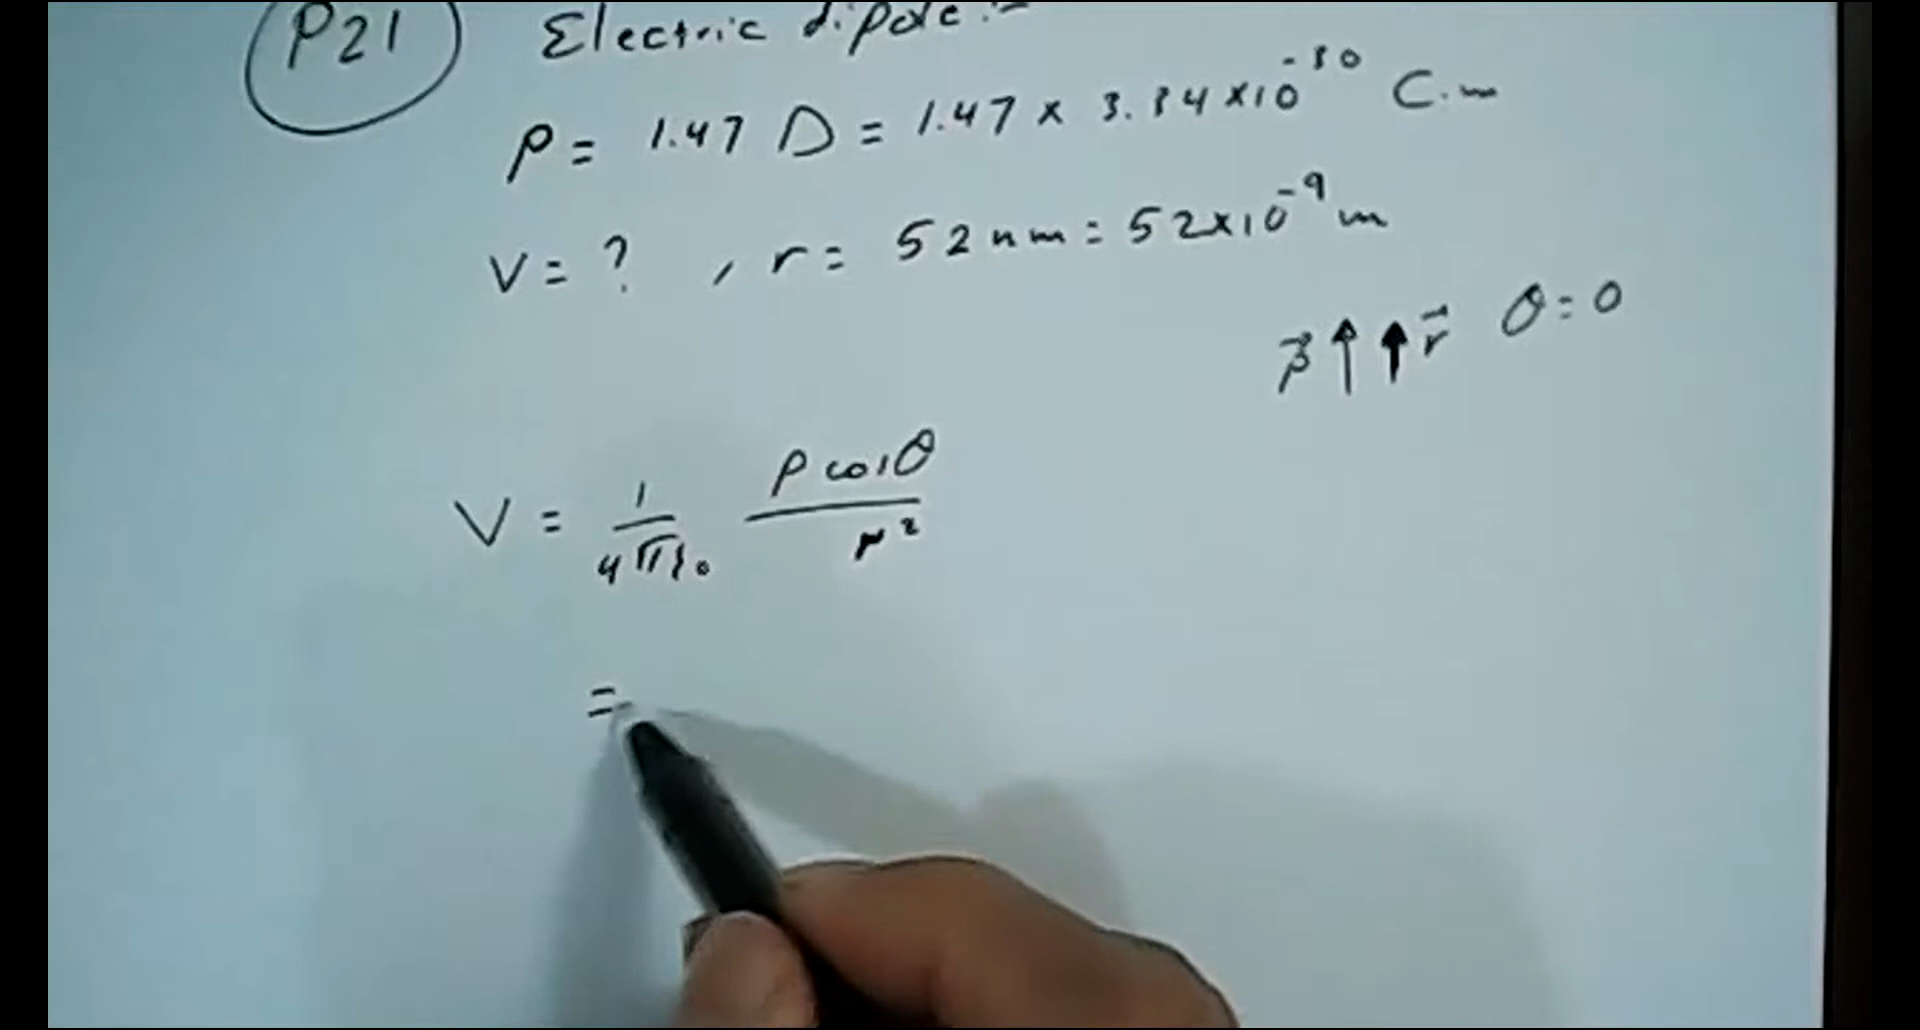 P21 Electric dipole:-
P = 1.47 D = 1.47 × 3.34×10⁻³⁰ C.m
V = ? , r = 52 nm = 52×10⁻⁹ m
p⃗ ↑ ↑ r⃗ θ = 0
V = 1/4πε₀ P cosθ/r²
=